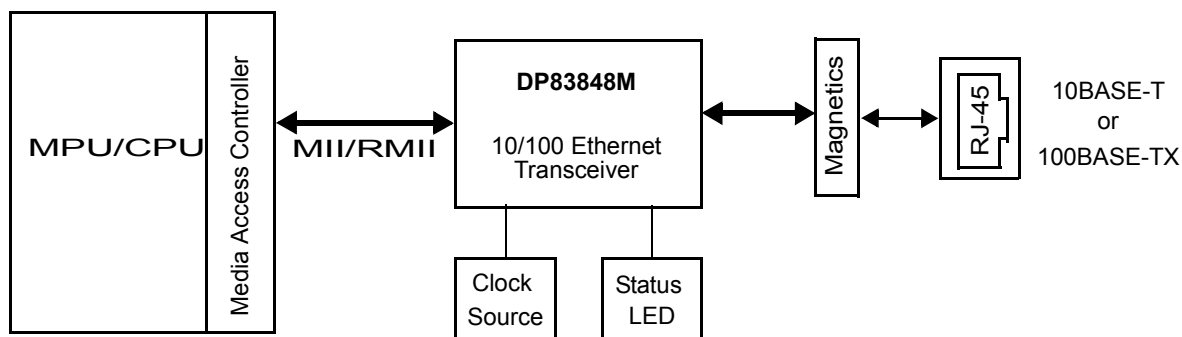 MPU/CPU
Media Access Controller
MII/RMII
DP83848M
10/100 Ethernet
Transceiver
Clock
Source
Status
LED
Magnetics
RJ-45
10BASE-T
or
100BASE-TX